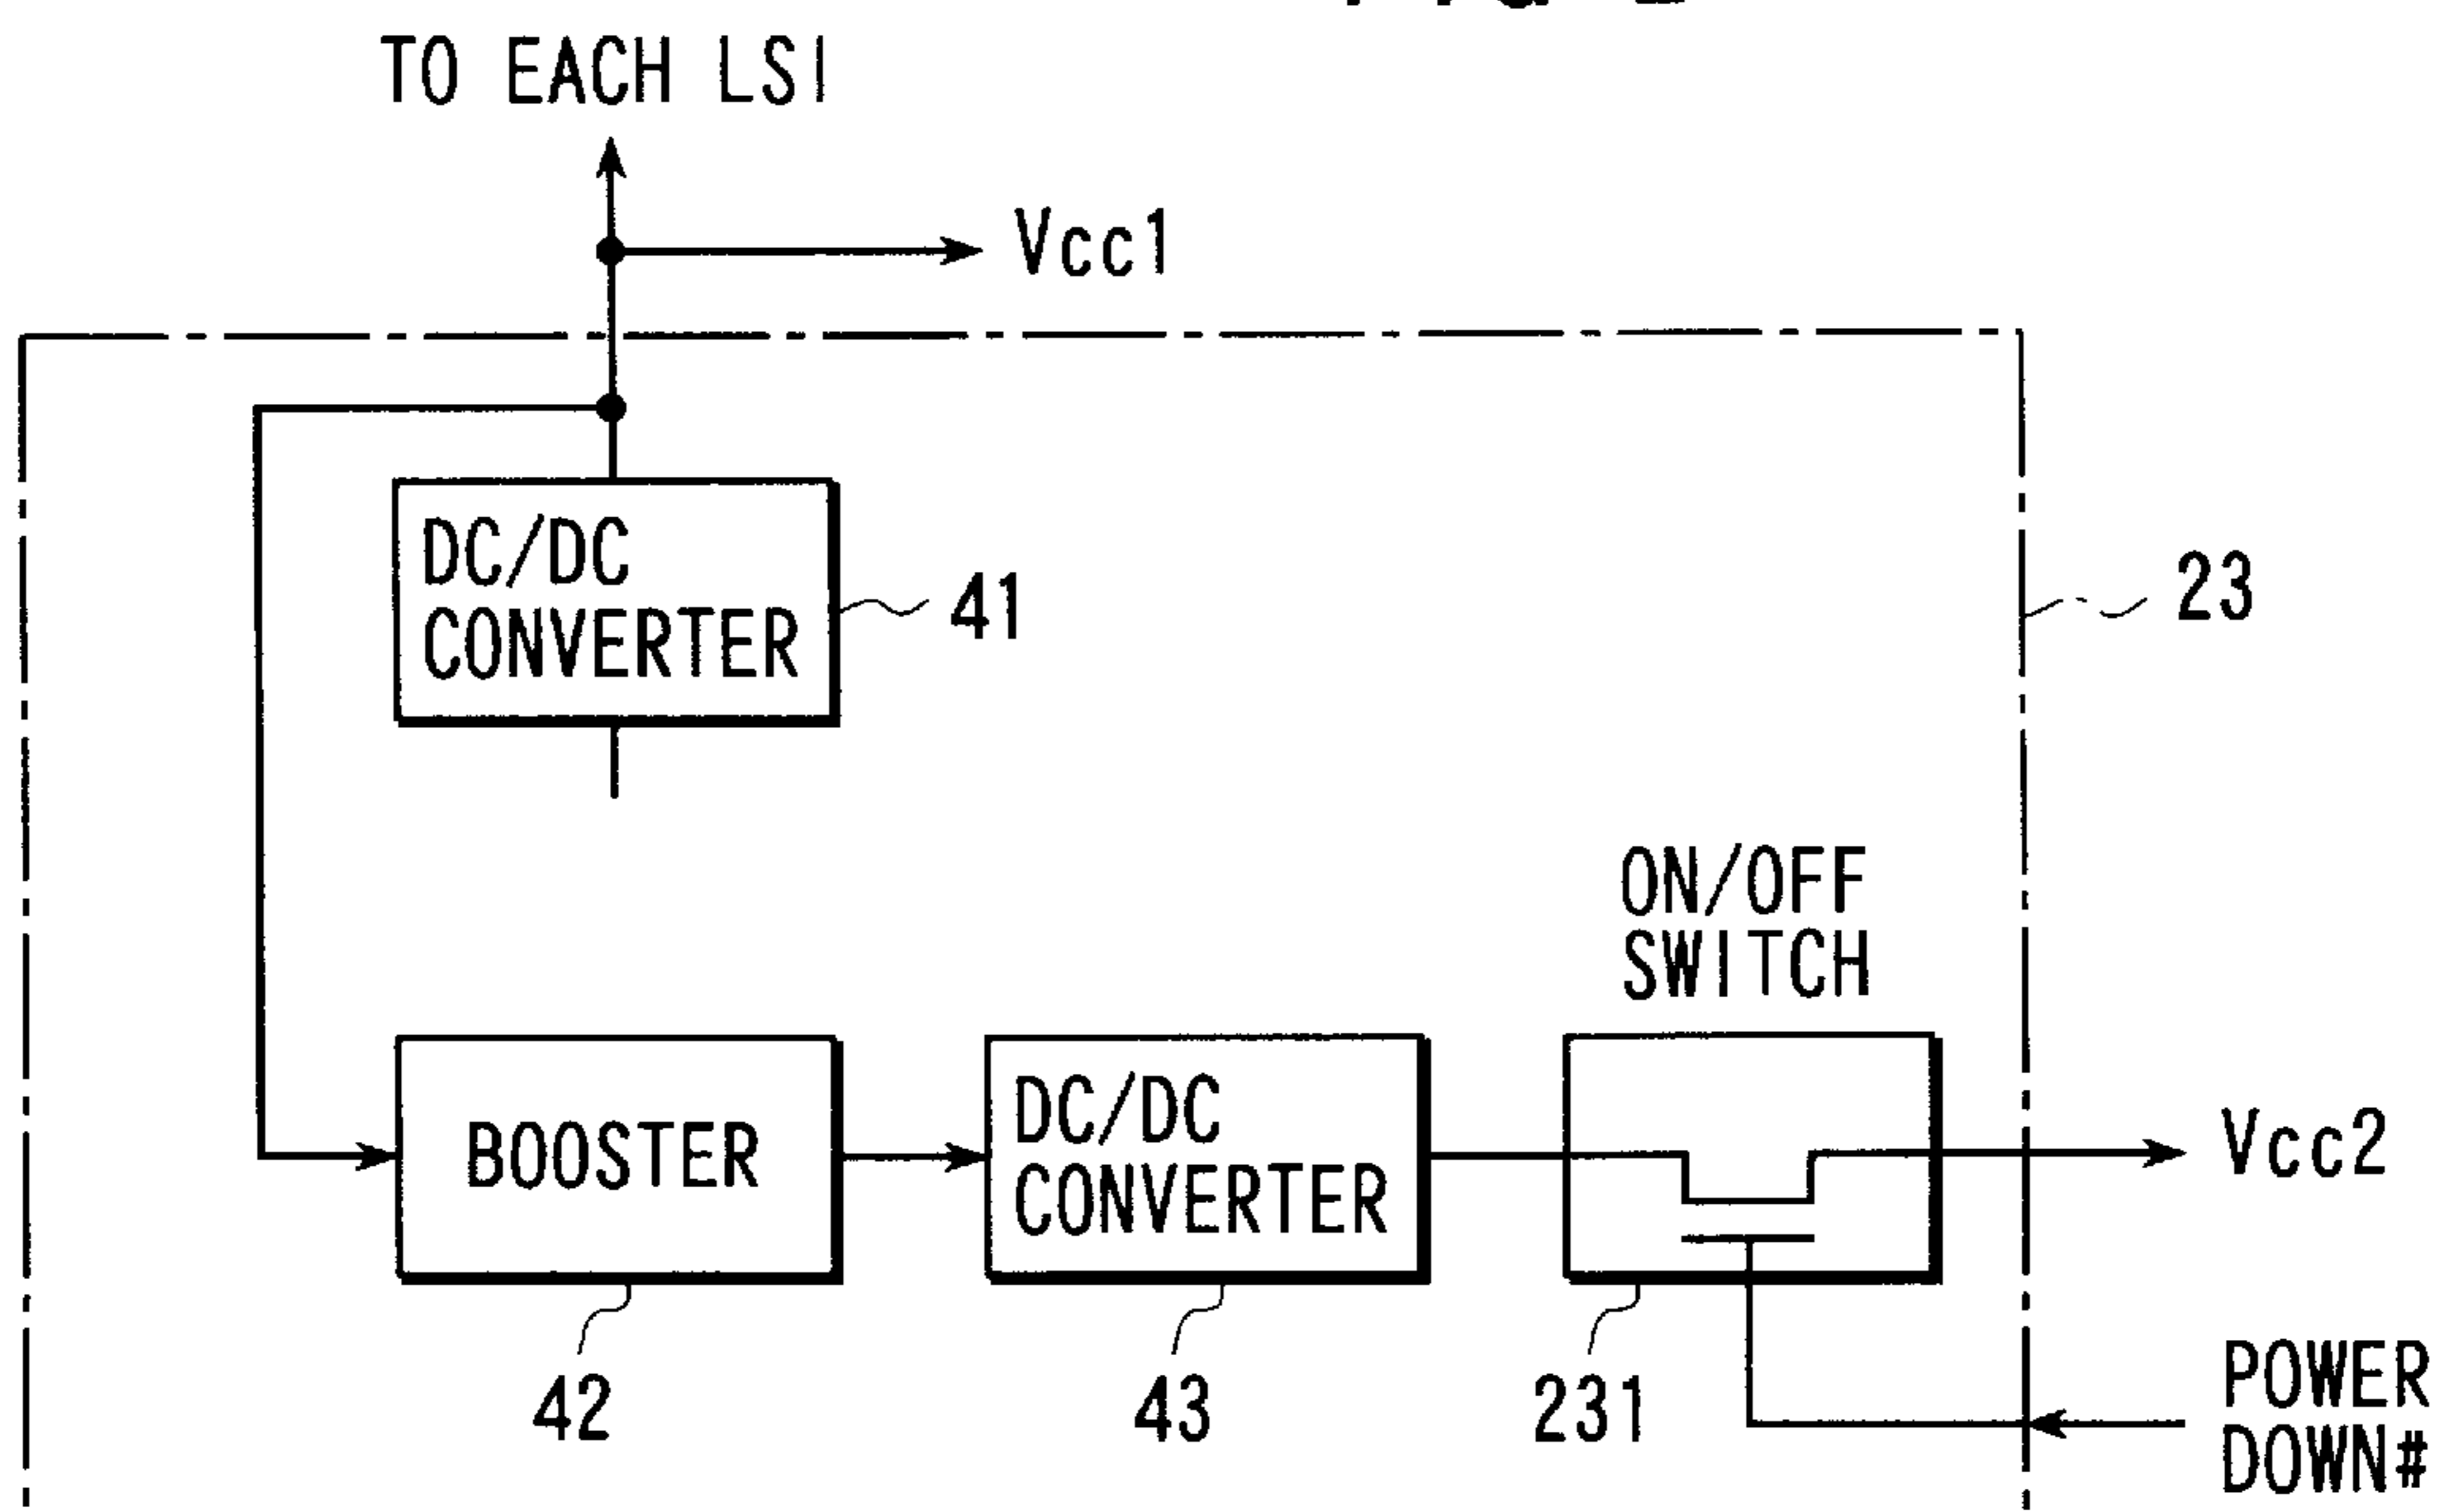 TO EACH LSI
Vcc1
DC/DC
CONVERTER
41
23
ON/OFF
SWITCH
BOOSTER
DC/DC
CONVERTER
Vcc2
42
43
231
POWER
DOWN#